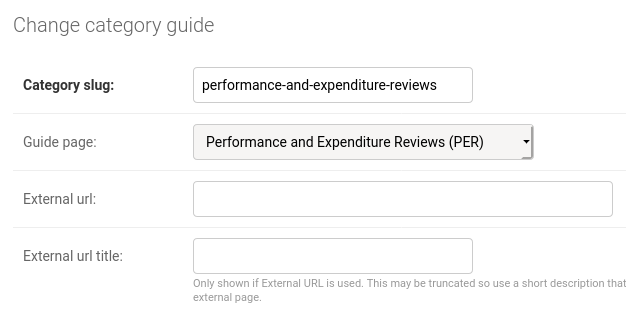 Change category guide
Category slug:
performance-and-expenditure-reviews
Guide page:
Performance and Expenditure Reviews (PER)
External url:
External url title:
Only shown if External URL is used. This may be truncated so use a short description that
external page.